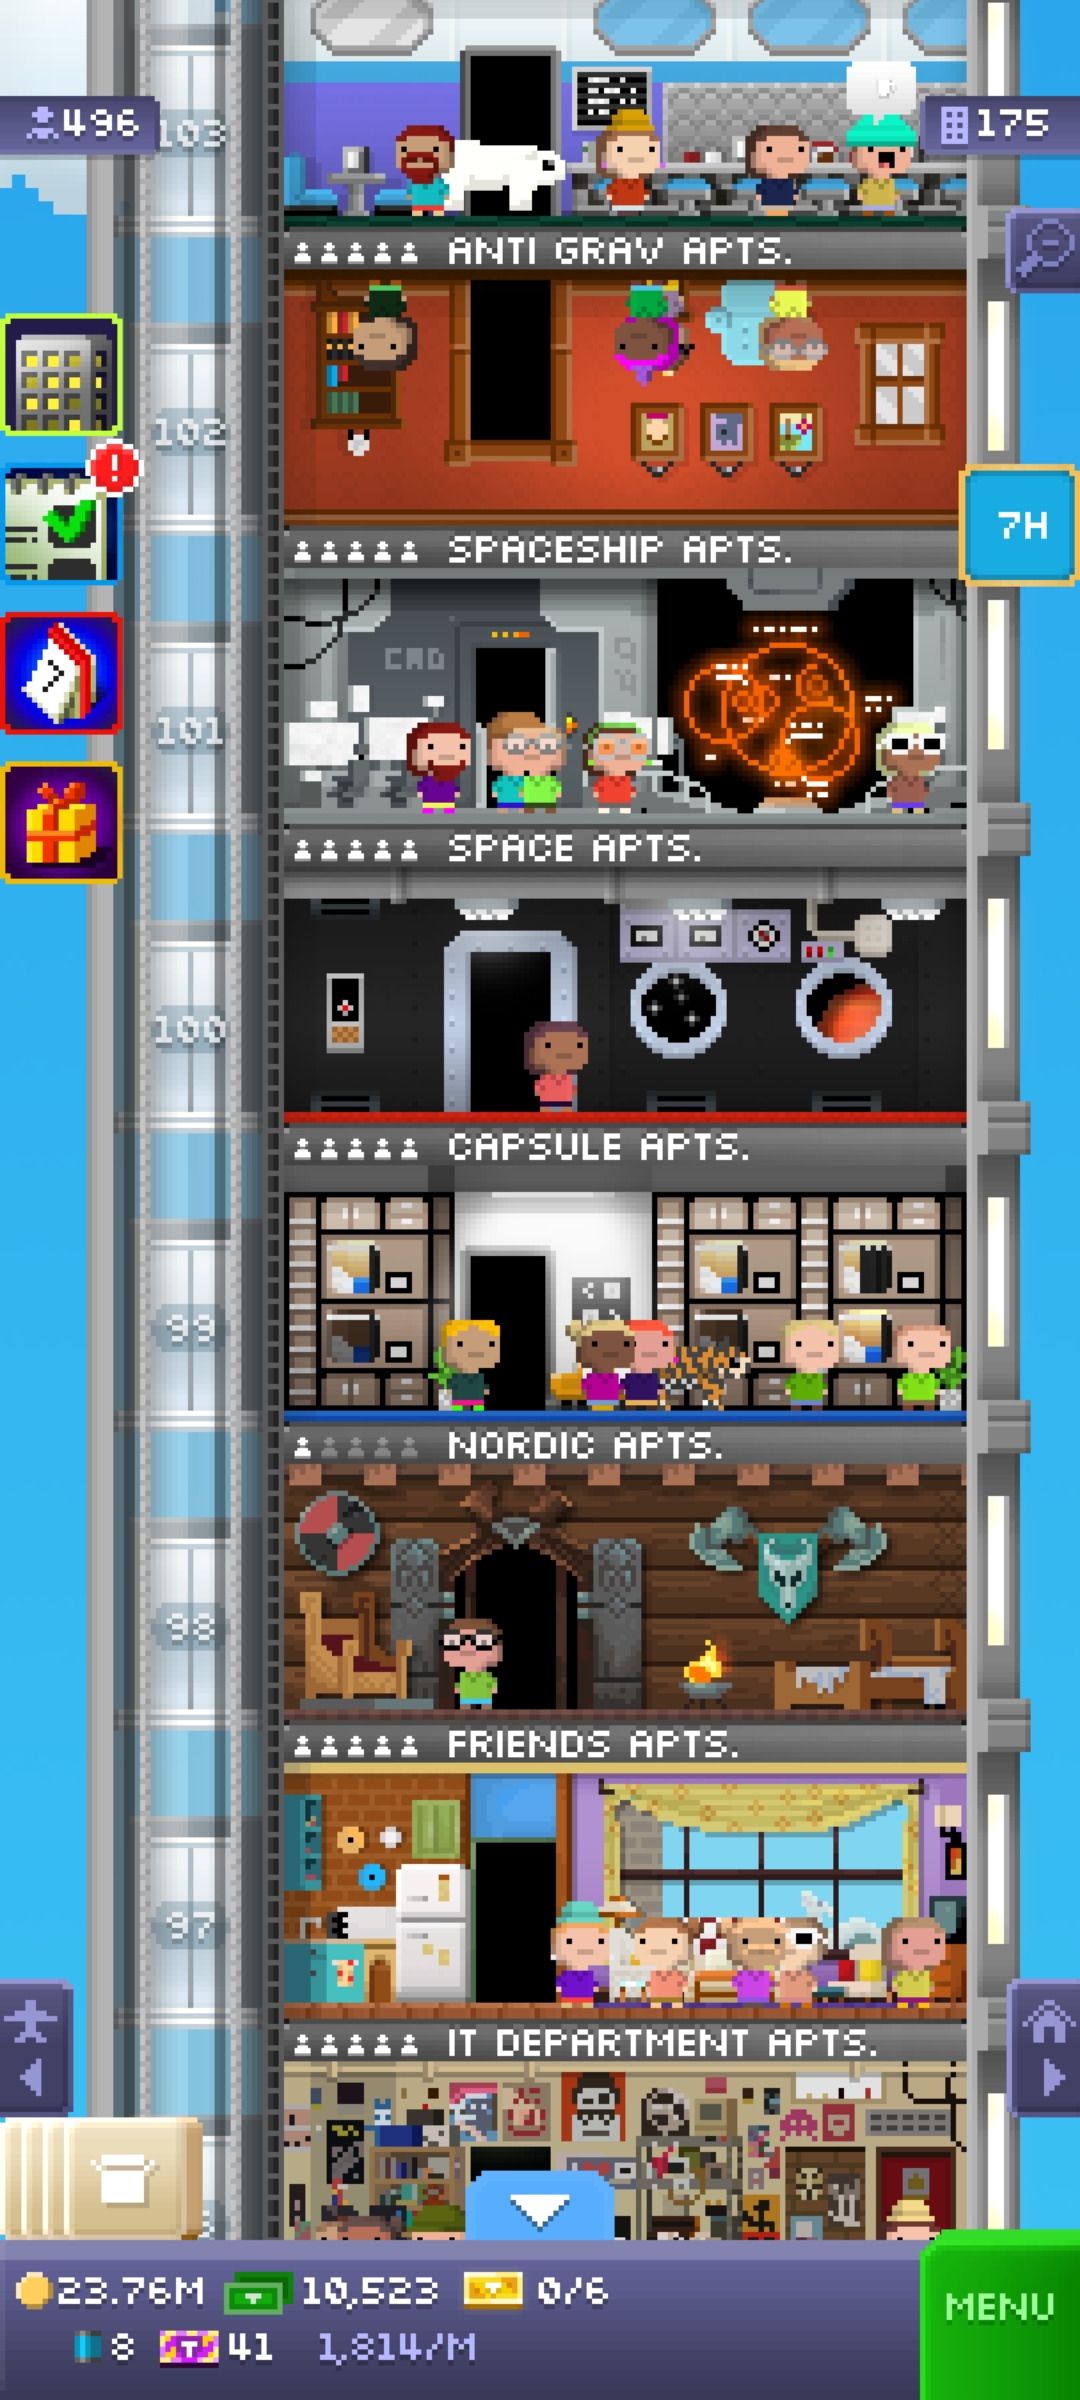 496
103
175
ANTI GRAV APTS.
102
7H
SPACESHIP APTS.
CMD
101
SPACE APTS.
100
CAPSULE APTS.
99
NORDIC APTS.
98
FRIENDS APTS.
97
IT DEPARTMENT APTS.
23.76M 10,523 0/6
8 41 1,814/M
MENU